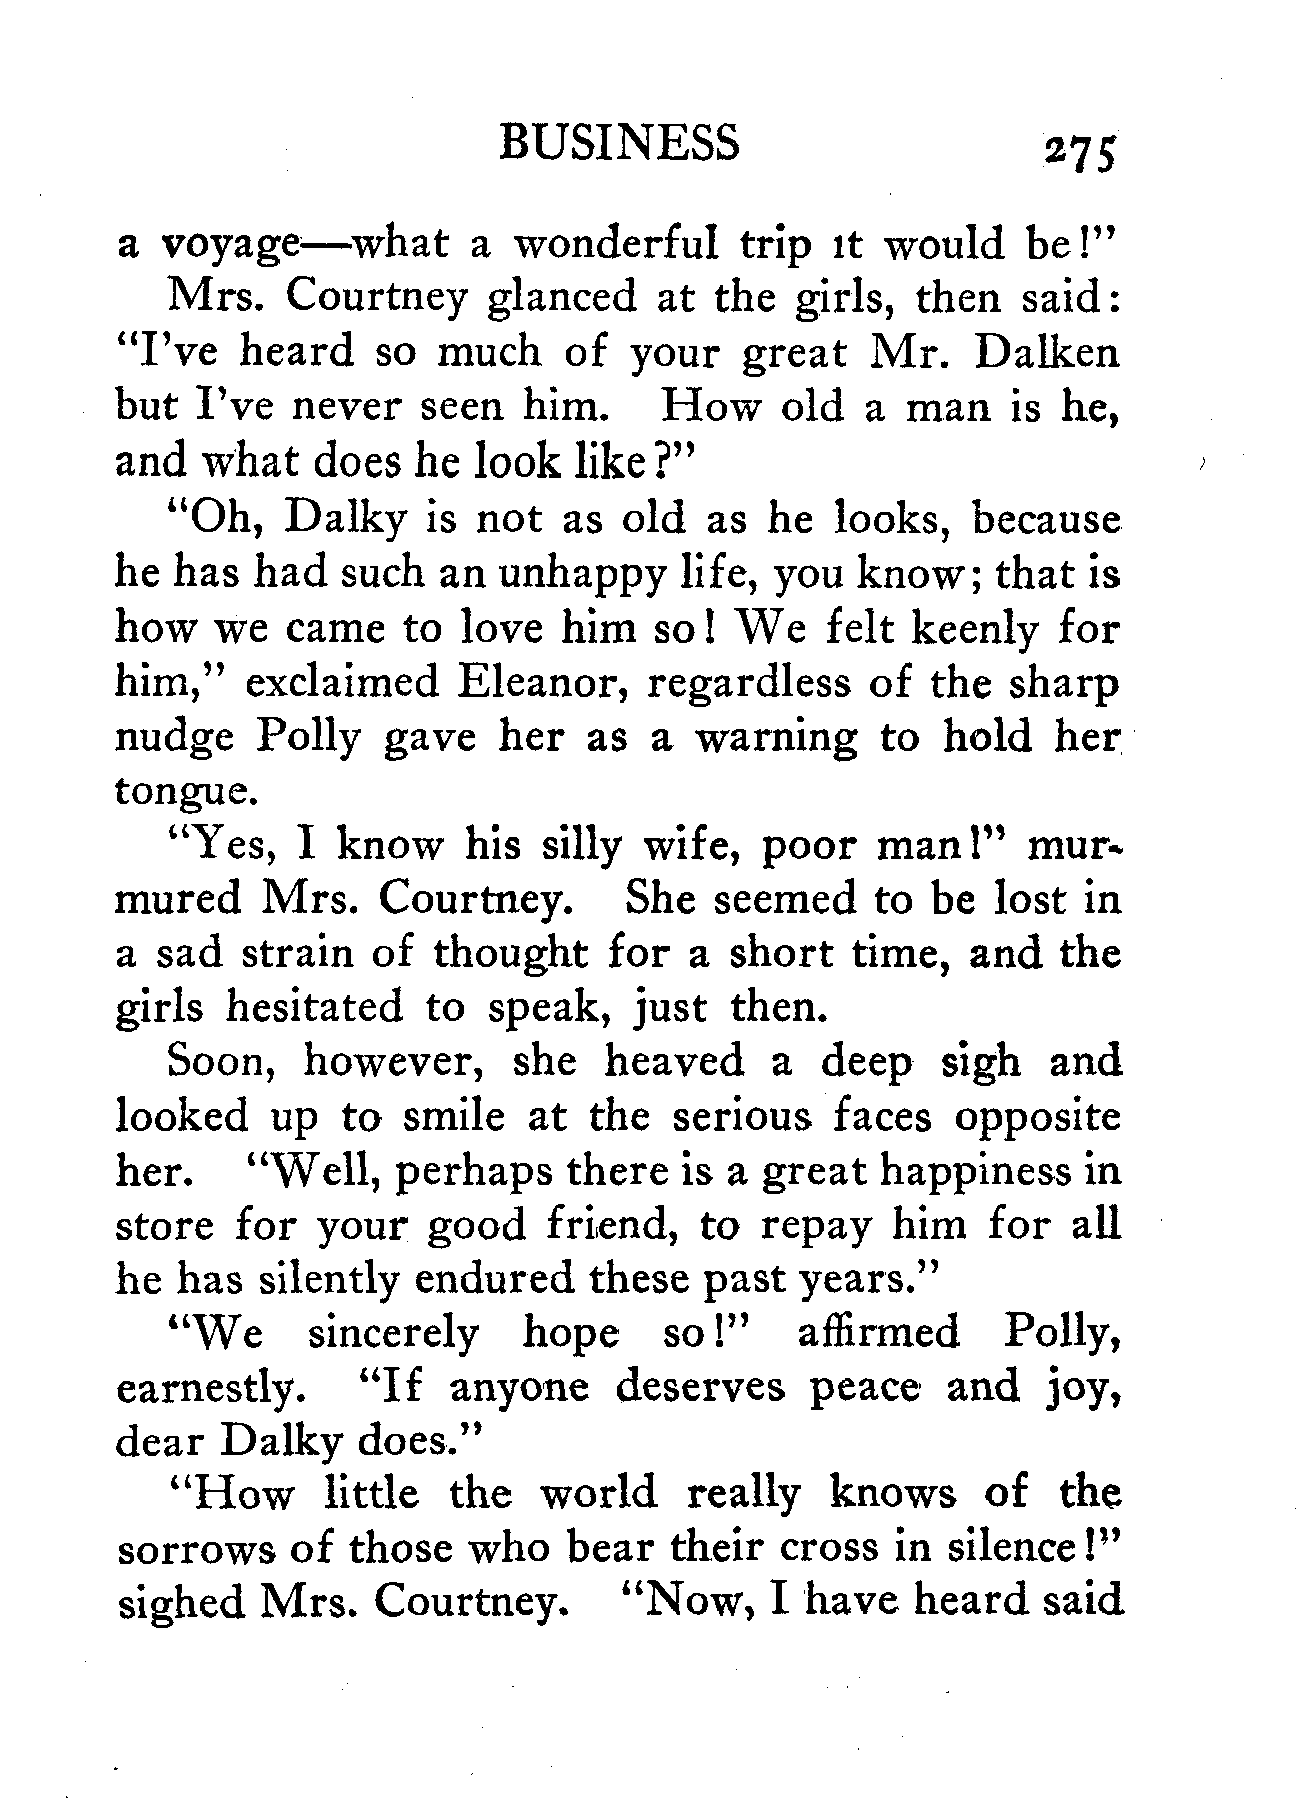 BUSINESS 275
a voyage—what a wonderful trip it would be!”
Mrs. Courtney glanced at the girls, then said:
“I’ve heard so much of your great Mr. Dalken
but I’ve never seen him. How old a man is he,
and what does he look like?”
“Oh, Dalky is not as old as he looks, because
he has had such an unhappy life, you know; that is
how we came to love him so! We felt keenly for
him,” exclaimed Eleanor, regardless of the sharp
nudge Polly gave her as a warning to hold her
tongue.
“Yes, I know his silly wife, poor man!” mur-
mured Mrs. Courtney. She seemed to be lost in
a sad strain of thought for a short time, and the
girls hesitated to speak, just then.
Soon, however, she heaved a deep sigh and
looked up to smile at the serious faces opposite
her. “Well, perhaps there is a great happiness in
store for your good friend, to repay him for all
he has silently endured these past years.”
“We sincerely hope so!” affirmed Polly,
earnestly. “If anyone deserves peace and joy,
dear Dalky does.”
“How little the world really knows of the
sorrows of those who bear their cross in silence!”
sighed Mrs. Courtney. “Now, I have heard said